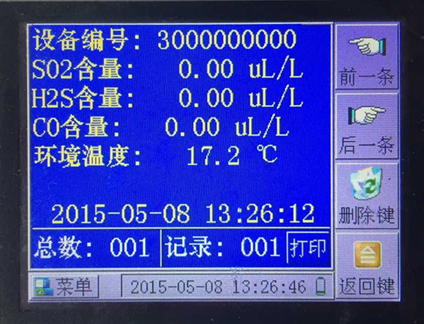 设备编号: 3000000000
SO2含量: 0.00 uL/L
H2S含量: 0.00 uL/L
CO含量: 0.00 uL/L
环境温度: 17.2 ℃
2015-05-08 13:26:12
总数: 001 记录: 001 打印
菜单 2015-05-08 13:26:46
前一条
后一条
删除键
返回键